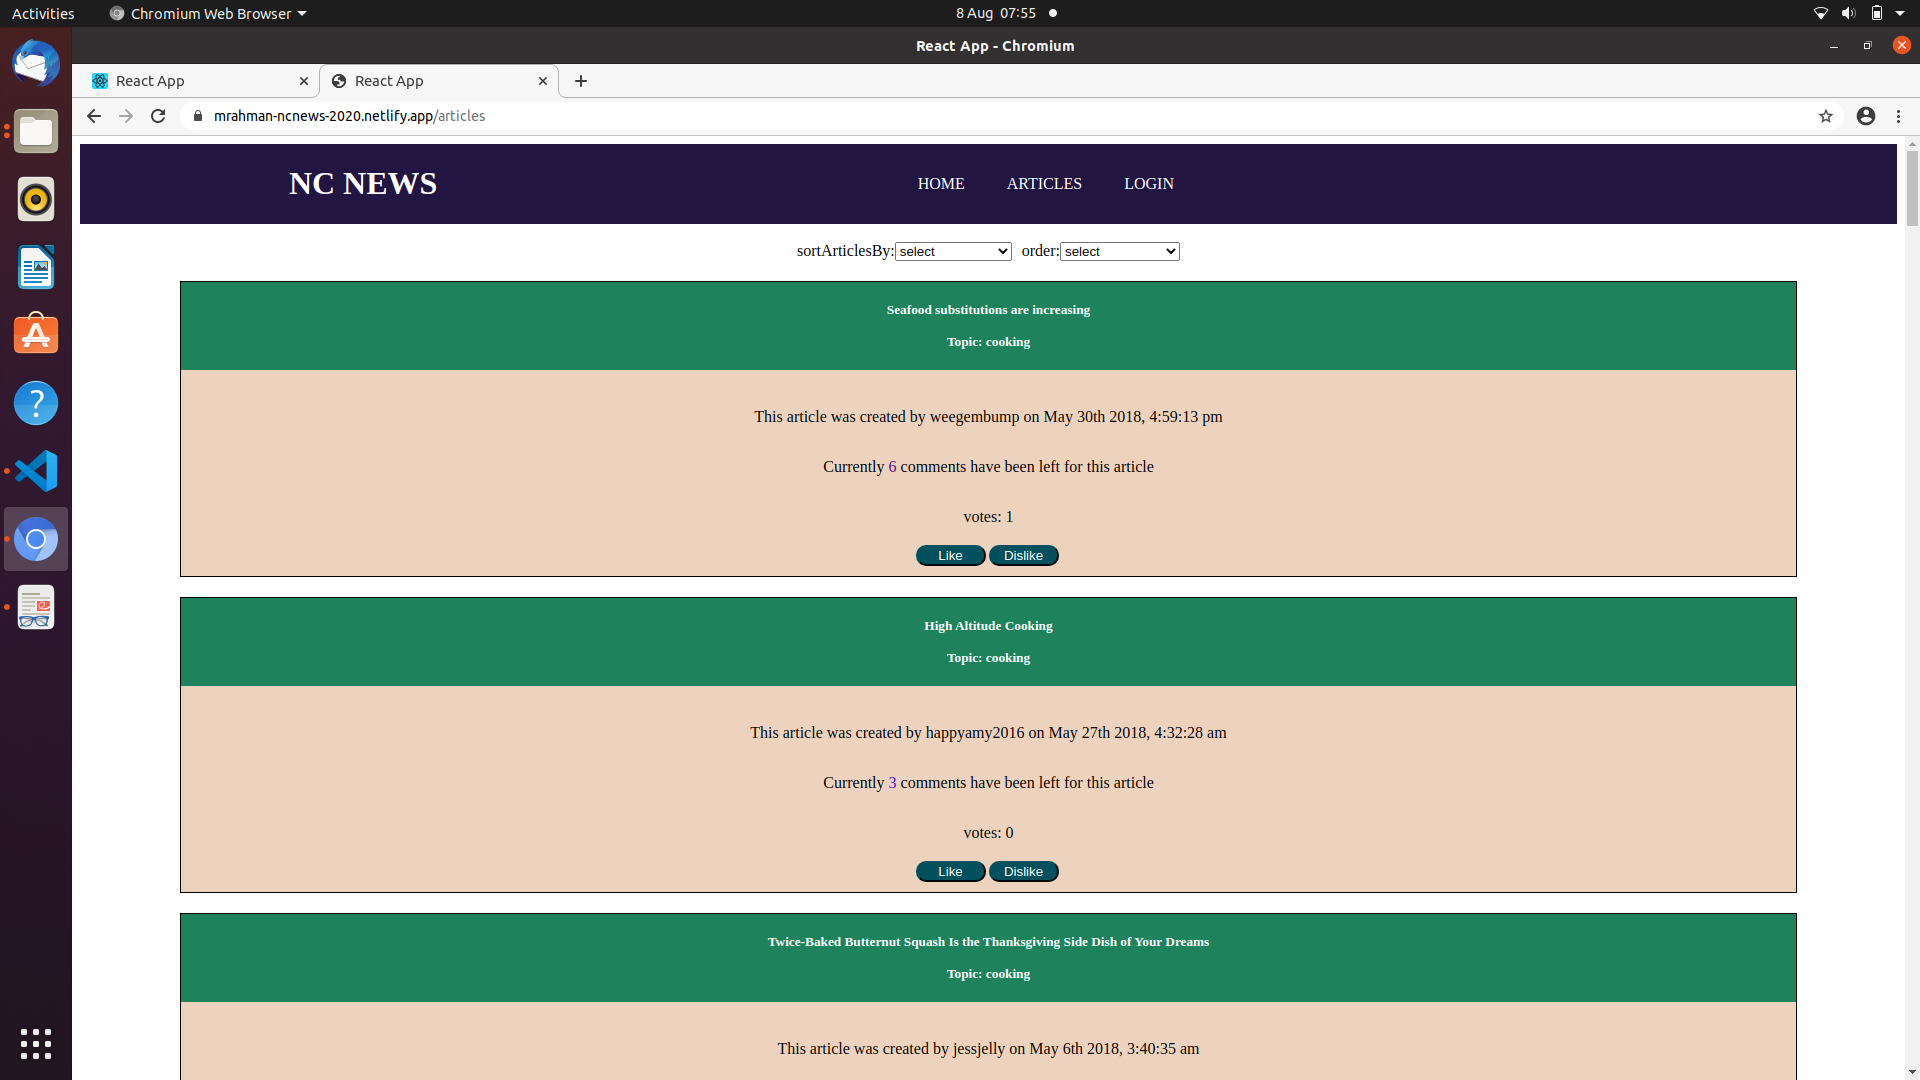 Activities
Chromium Web Browser
8 Aug 07:55
React App - Chromium
React App
React App
mrahman-ncnews-2020.netlify.app/articles
NC NEWS
HOME
ARTICLES
LOGIN
sortArticlesBy: select order: select
Seafood substitutions are increasing
Topic: cooking
This article was created by weegembump on May 30th 2018, 4:59:13 pm
Currently 6 comments have been left for this article
votes: 1
Like Dislike
High Altitude Cooking
Topic: cooking
This article was created by happyamy2016 on May 27th 2018, 4:32:28 am
Currently 3 comments have been left for this article
votes: 0
Like Dislike
Twice-Baked Butternut Squash Is the Thanksgiving Side Dish of Your Dreams
Topic: cooking
This article was created by jessjelly on May 6th 2018, 3:40:35 am